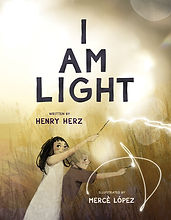 I
AM
LIGHT
WRITTEN BY
HENRY HERZ
ILLUSTRATED BY
MERCÈ LÓPEZ